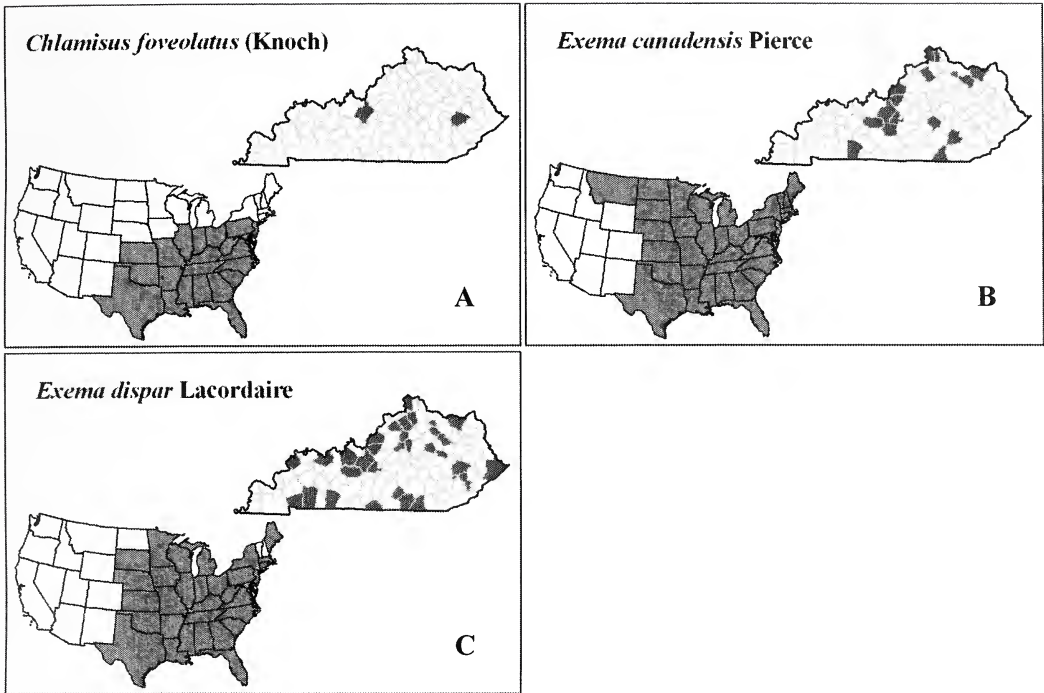 Chlamisus foveolatus (Knoch)
A
Exema canadensis Pierce
B
Exema dispar Lacordaire
C